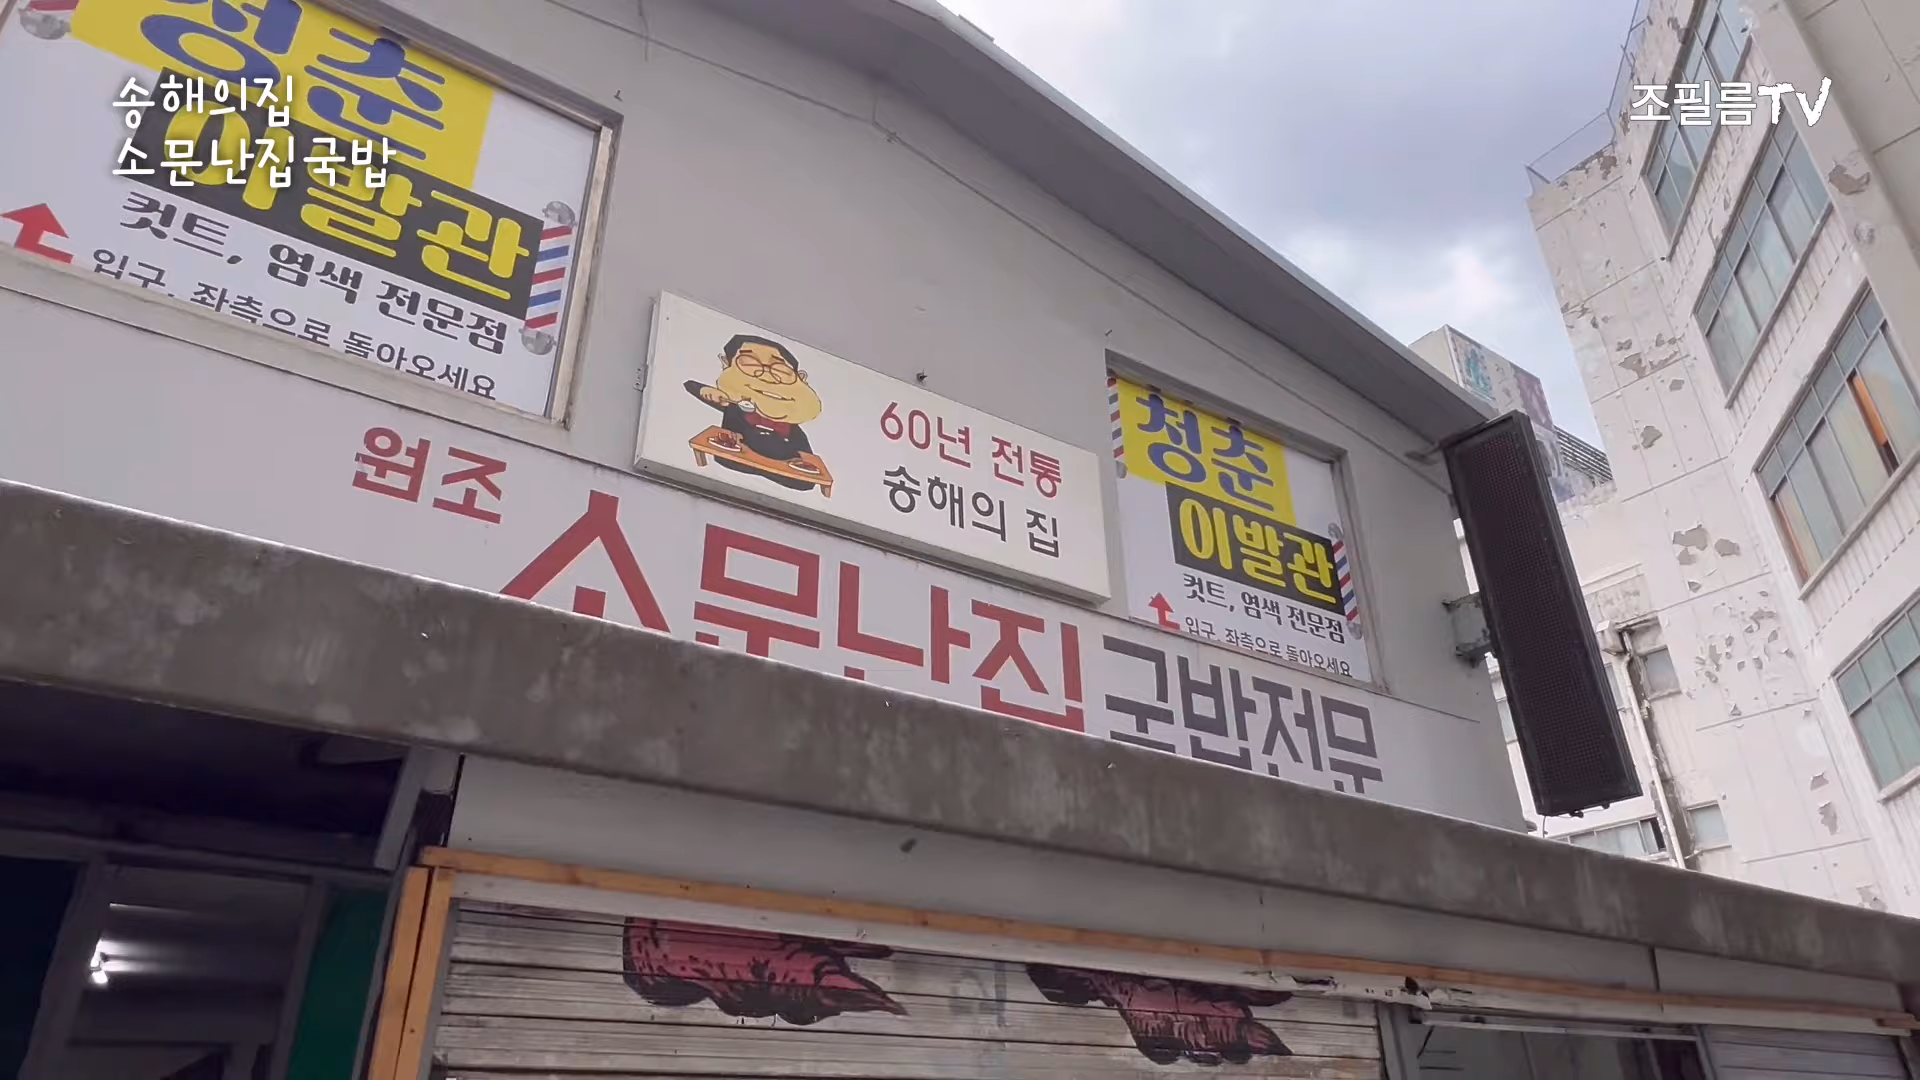 송해의집
소문난집국밥
조필름TV
청춘
이발관
컷트, 염색 전문점
입구, 좌측으로 돌아오세요
60년 전통
송해의 집
청춘
이발관
컷트, 염색 전문점
입구, 좌측으로 돌아오세요
원조 소문난집 국밥전문